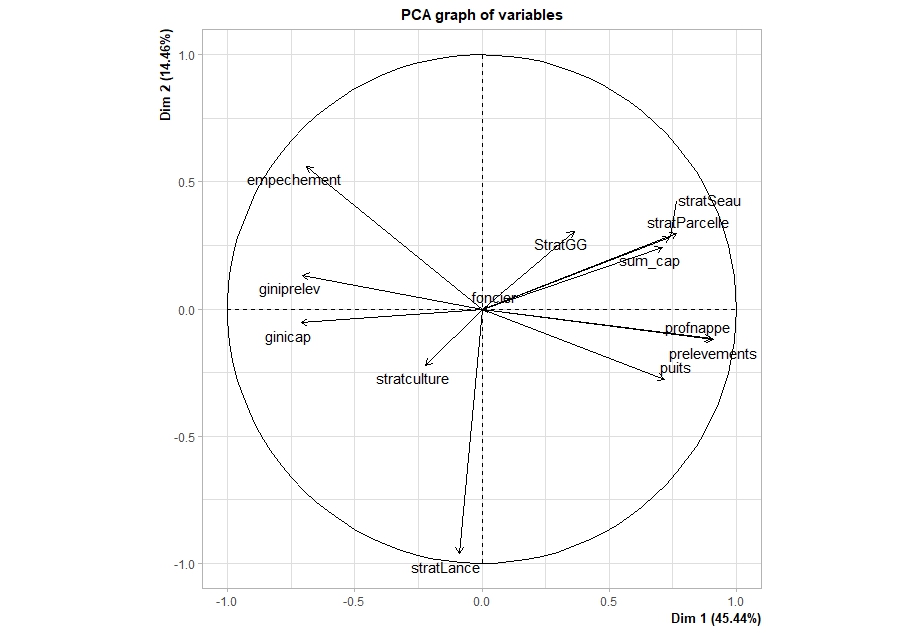 PCA graph of variables
Dim 2 (14.46%)
1.0
0.5
0.0
-0.5
-1.0
empechement
stratSeau
stratParcelle
StratGG
sum_cap
giniprelev
foncier
ginicap
profnappe
prelevements
puits
stratculture
stratLance
-1.0
-0.5
0.0
0.5
1.0
Dim 1 (45.44%)